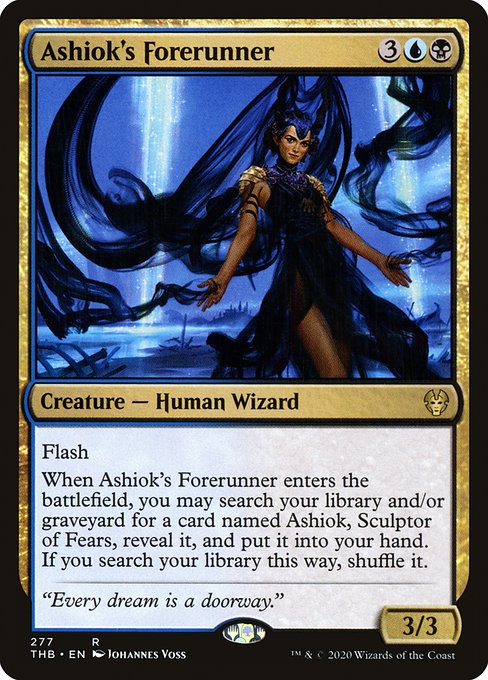 Ashiok's Forerunner 3
Creature — Human Wizard
Flash
When Ashiok's Forerunner enters the
battlefield, you may search your library and/or
graveyard for a card named Ashiok, Sculptor
of Fears, reveal it, and put it into your hand.
If you search your library this way, shuffle it.
“Every dream is a doorway.”
3/3
277 R
THB • EN Johannes Voss
™ & © 2020 Wizards of the Coast